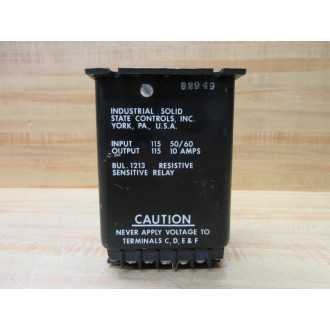 82949
INDUSTRIAL SOLID
STATE CONTROLS, INC.
YORK, PA., U.S.A.
INPUT 115 50/60
OUTPUT 115 10 AMPS
BUL. 1213 RESISTIVE
SENSITIVE RELAY
CAUTION
NEVER APPLY VOLTAGE TO
TERMINALS C, D, E & F